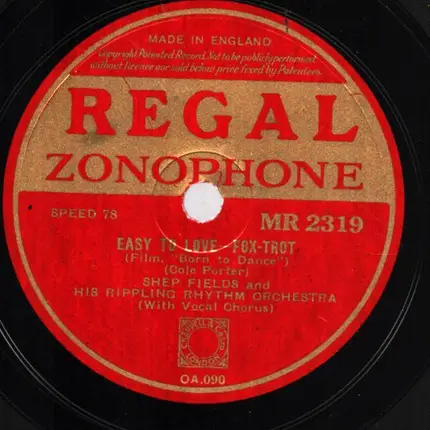 MADE IN ENGLAND
Copyright Patented Record. Not to be publicly performed
without licence nor sold below price fixed by Patentees.
REGAL
ZONOPHONE
SPEED 78
MR 2319
EASY TO LOVE - FOX-TROT
(Film, "Born to Dance")
(Cole Porter)
SHEP FIELDS and
HIS RIPPLING RHYTHM ORCHESTRA
(With Vocal Chorus)
OA.090